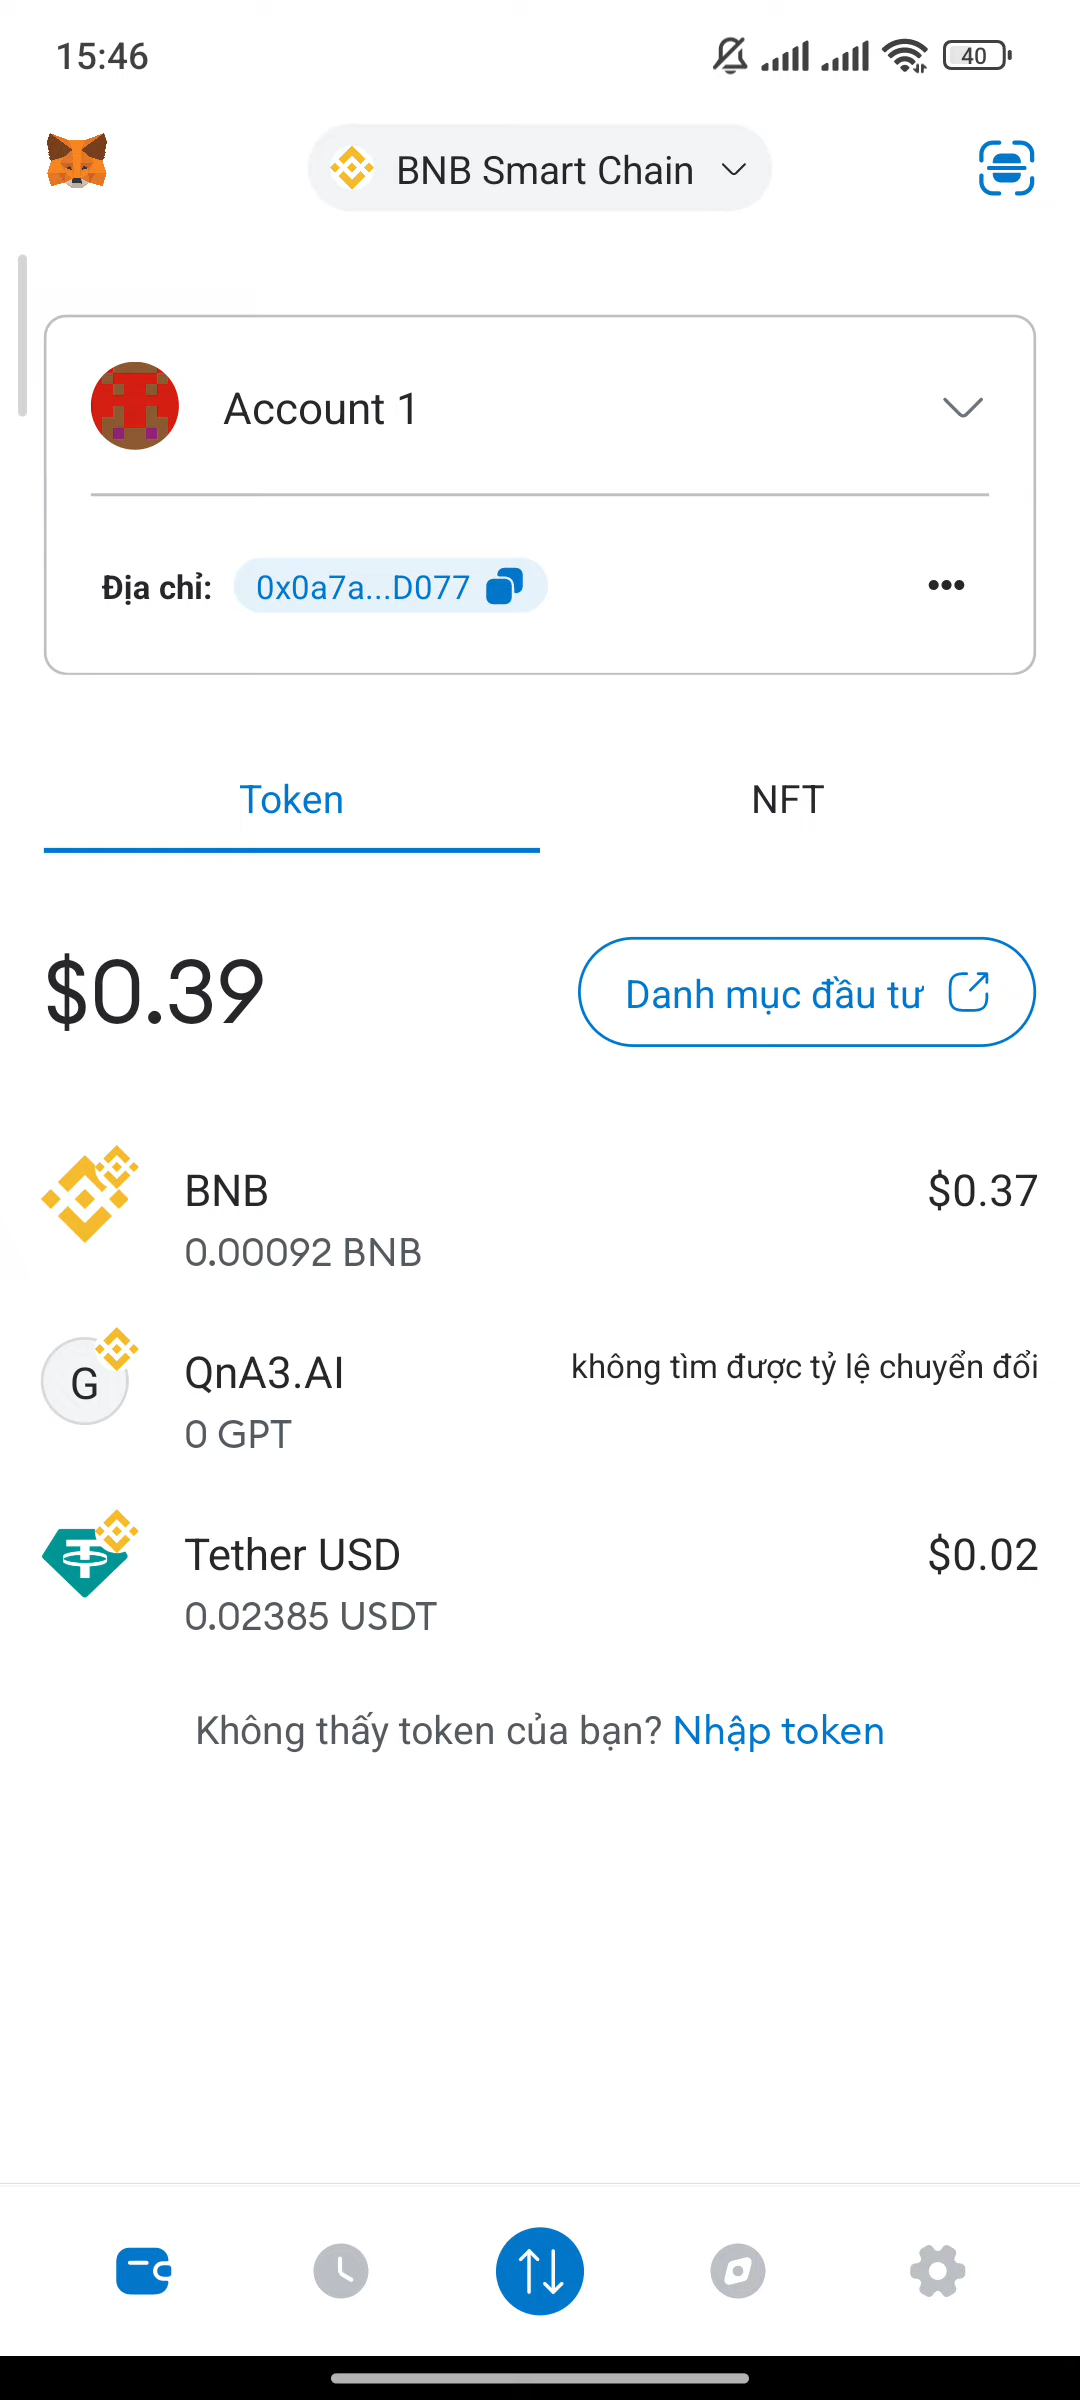 15:46
40
BNB Smart Chain
Account 1
Địa chỉ: 0x0a7a...D077
Token NFT
$0.39 Danh mục đầu tư
BNB $0.37
0.00092 BNB
G
QnA3.AI không tìm được tỷ lệ chuyển đổi
0 GPT
Tether USD $0.02
0.02385 USDT
Không thấy token của bạn? Nhập token